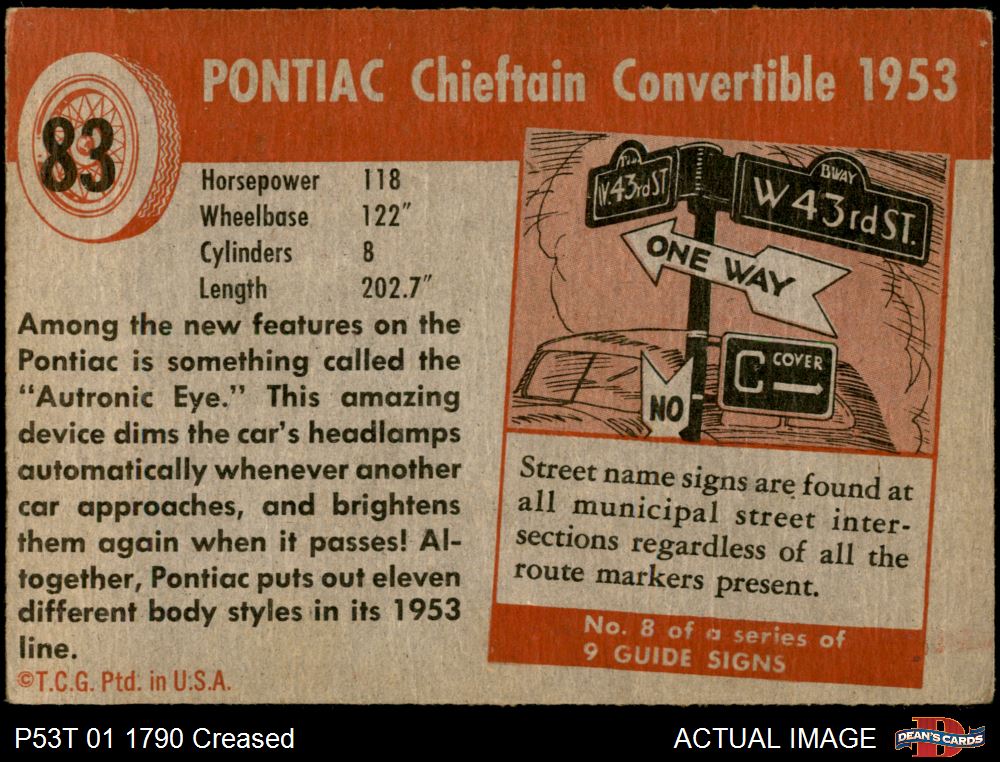 83
PONTIAC Chieftain Convertible 1953
Horsepower 118
Wheelbase 122"
Cylinders 8
Length 202.7"
Among the new features on the
Pontiac is something called the
"Autronic Eye." This amazing
device dims the car's headlamps
automatically whenever another
car approaches, and brightens
them again when it passes! Al-
together, Pontiac puts out eleven
different body styles in its 1953
line.
©T.C.G. Ptd. in U.S.A.
W.43rd ST
BWAY
W 43rd ST.
ONE WAY
C COVER
NO
Street name signs are found at
all municipal street inter-
sections regardless of all the
route markers present.
No. 8 of a series of
9 GUIDE SIGNS
P53T 01 1790 Creased
ACTUAL IMAGE
D
DEAN'S CARDS